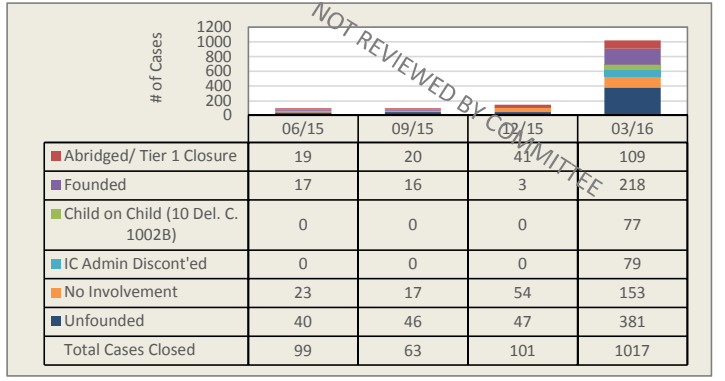 1200
1000
800
600
400
200
0
# of Cases
NOT REVIEWED BY COMMITTEE
06/15 09/15 12/15 03/16
Abridged/ Tier 1 Closure 19 20 41 109
Founded 17 16 3 218
Child on Child (10 Del. C.
1002B) 0 0 0 77
IC Admin Discont'ed 0 0 0 79
No Involvement 23 17 54 153
Unfounded 40 46 47 381
Total Cases Closed 99 63 101 1017